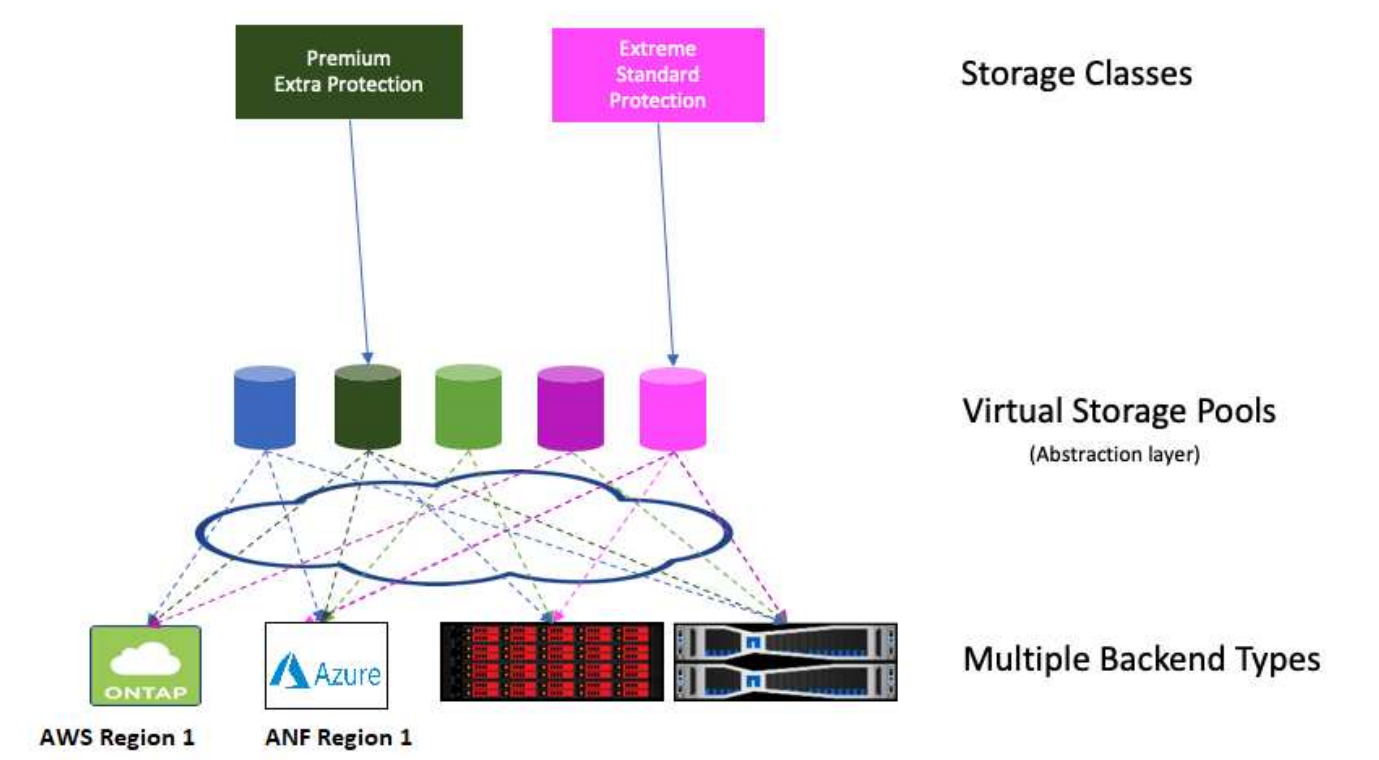 Premium
Extra Protection
Extreme
Standard
Protection
Storage Classes
Virtual Storage Pools
(Abstraction layer)
ONTAP
Azure
Multiple Backend Types
AWS Region 1
ANF Region 1